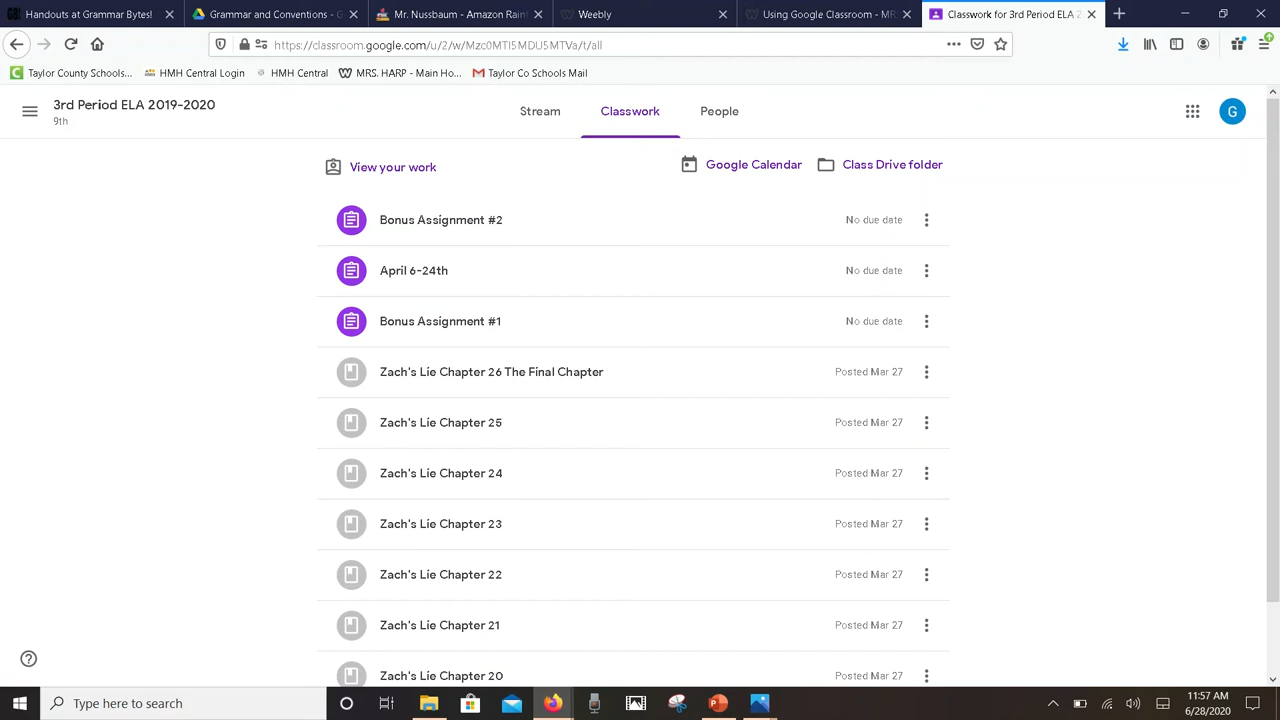 Handouts at Grammar Bytes!
Grammar and Conventions - G
Mr. Nussbaum - Amazon Rain
Weebly
Using Google Classroom - MR
Classwork for 3rd Period ELA 2
https://classroom.google.com/u/2/w/Mzc0MTI5MDU5MTVa/t/all
Taylor County Schools...
HMH Central Login
HMH Central
MRS. HARP - Main Ho...
Taylor Co Schools Mail
3rd Period ELA 2019-2020
9th
Stream
Classwork
People
G
View your work
Google Calendar
Class Drive folder
Bonus Assignment #2
No due date
April 6-24th
No due date
Bonus Assignment #1
No due date
Zach's Lie Chapter 26 The Final Chapter
Posted Mar 27
Zach's Lie Chapter 25
Posted Mar 27
Zach's Lie Chapter 24
Posted Mar 27
Zach's Lie Chapter 23
Posted Mar 27
Zach's Lie Chapter 22
Posted Mar 27
Zach's Lie Chapter 21
Posted Mar 27
Zach's Lie Chapter 20
Posted Mar 27
Type here to search
11:57 AM
6/28/2020